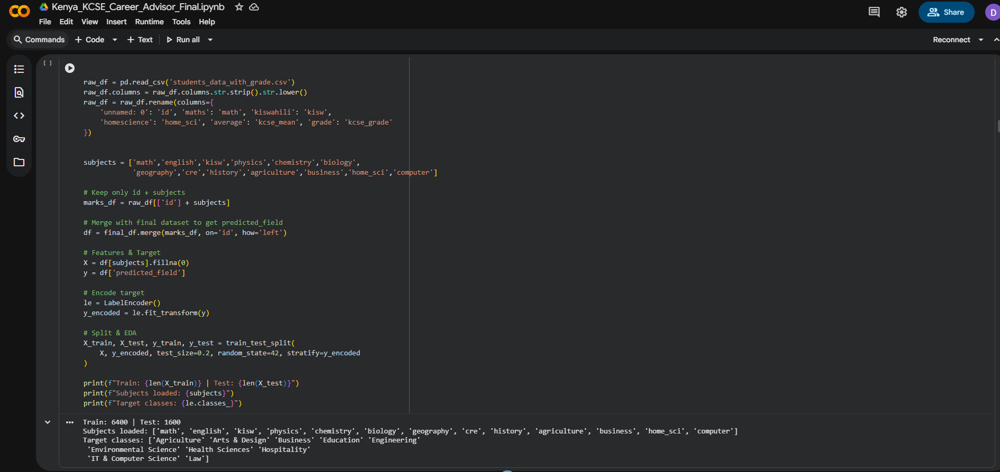 Kenya_KCSE_Career_Advisor_Final.ipynb
File Edit View Insert Runtime Tools Help
Share
D
Commands + Code + Text Run all
Reconnect
[ ]
raw_df = pd.read_csv('students_data_with_grade.csv')
raw_df.columns = raw_df.columns.str.strip().str.lower()
raw_df = raw_df.rename(columns={
'unnamed: 0': 'id', 'maths': 'math', 'kiswahili': 'kisw',
'homescience': 'home_sci', 'average': 'kcse_mean', 'grade': 'kcse_grade'
})
subjects = ['math','english','kisw','physics','chemistry','biology',
'geography','cre','history','agriculture','business','home_sci','computer']
# Keep only id + subjects
marks_df = raw_df[['id'] + subjects]
# Merge with final dataset to get predicted_field
df = final_df.merge(marks_df, on='id', how='left')
# Features & Target
X = df[subjects].fillna(0)
y = df['predicted_field']
# Encode target
le = LabelEncoder()
y_encoded = le.fit_transform(y)
# Split & EDA
X_train, X_test, y_train, y_test = train_test_split(
X, y_encoded, test_size=0.2, random_state=42, stratify=y_encoded
)
print(f"Train: {len(X_train)} | Test: {len(X_test)}")
print(f"Subjects loaded: {subjects}")
print(f"Target classes: {le.classes_}")
Train: 6400 | Test: 1600
Subjects loaded: ['math', 'english', 'kisw', 'physics', 'chemistry', 'biology', 'geography', 'cre', 'history', 'agriculture', 'business', 'home_sci', 'computer']
Target classes: ['Agriculture' 'Arts & Design' 'Business' 'Education' 'Engineering'
'Environmental Science' 'Health Sciences' 'Hospitality'
'IT & Computer Science' 'Law']